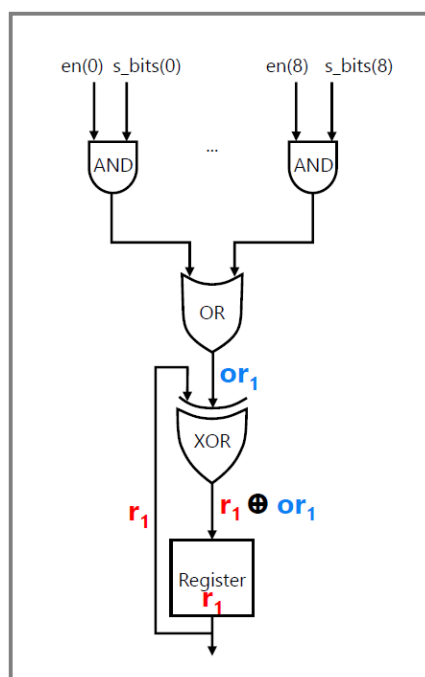 en(0) s_bits(0) en(8) s_bits(8)
AND ... AND
OR
or₁
XOR
r₁ r₁ ⊕ or₁
Register
r₁